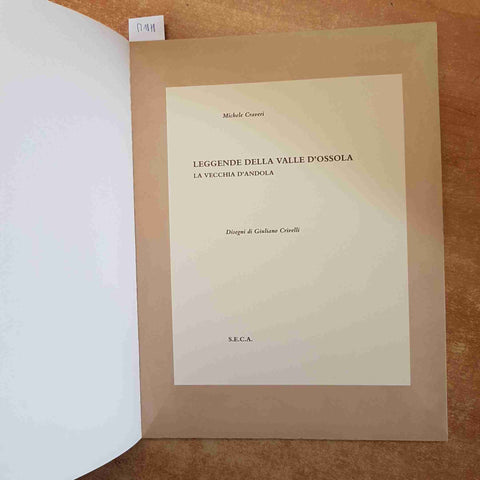 Michele Craveri
LEGGENDE DELLA VALLE D'OSSOLA
LA VECCHIA D'ANDOLA
Disegni di Giuliano Crivelli
S.E.C.A.